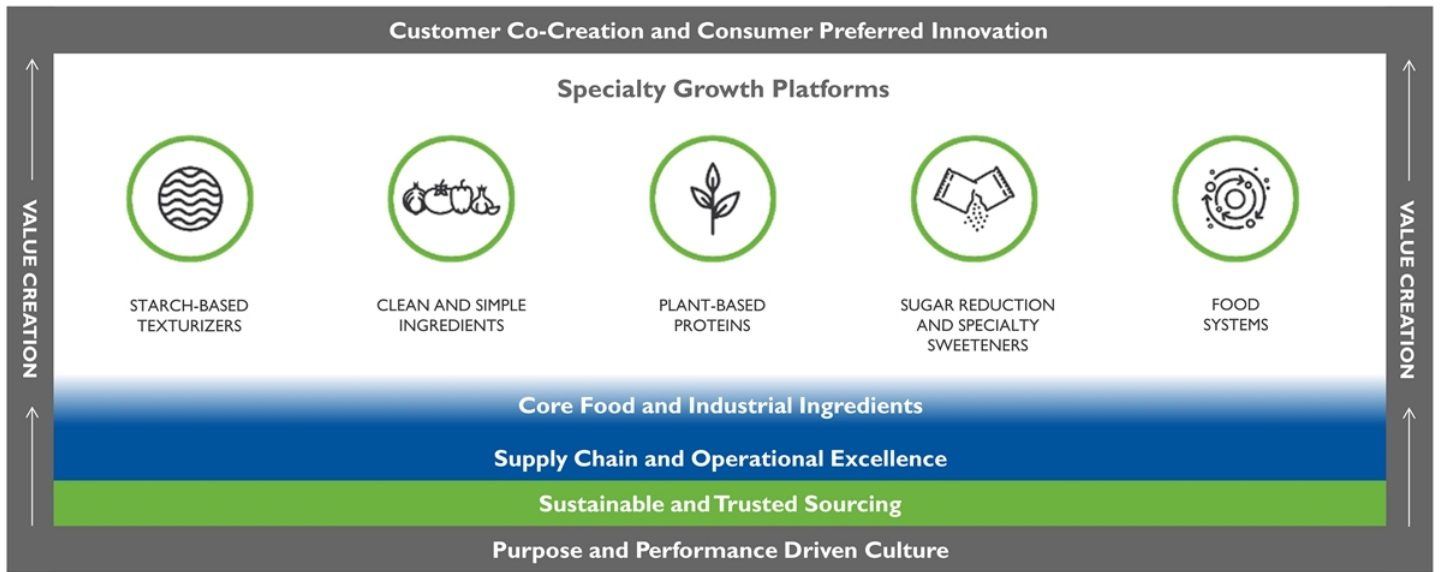 Customer Co-Creation and Consumer Preferred Innovation
Specialty Growth Platforms
STARCH-BASED
TEXTURIZERS
CLEAN AND SIMPLE
INGREDIENTS
PLANT-BASED
PROTEINS
SUGAR REDUCTION
AND SPECIALTY
SWEETENERS
FOOD
SYSTEMS
VALUE CREATION
VALUE CREATION
Core Food and Industrial Ingredients
Supply Chain and Operational Excellence
Sustainable and Trusted Sourcing
Purpose and Performance Driven Culture